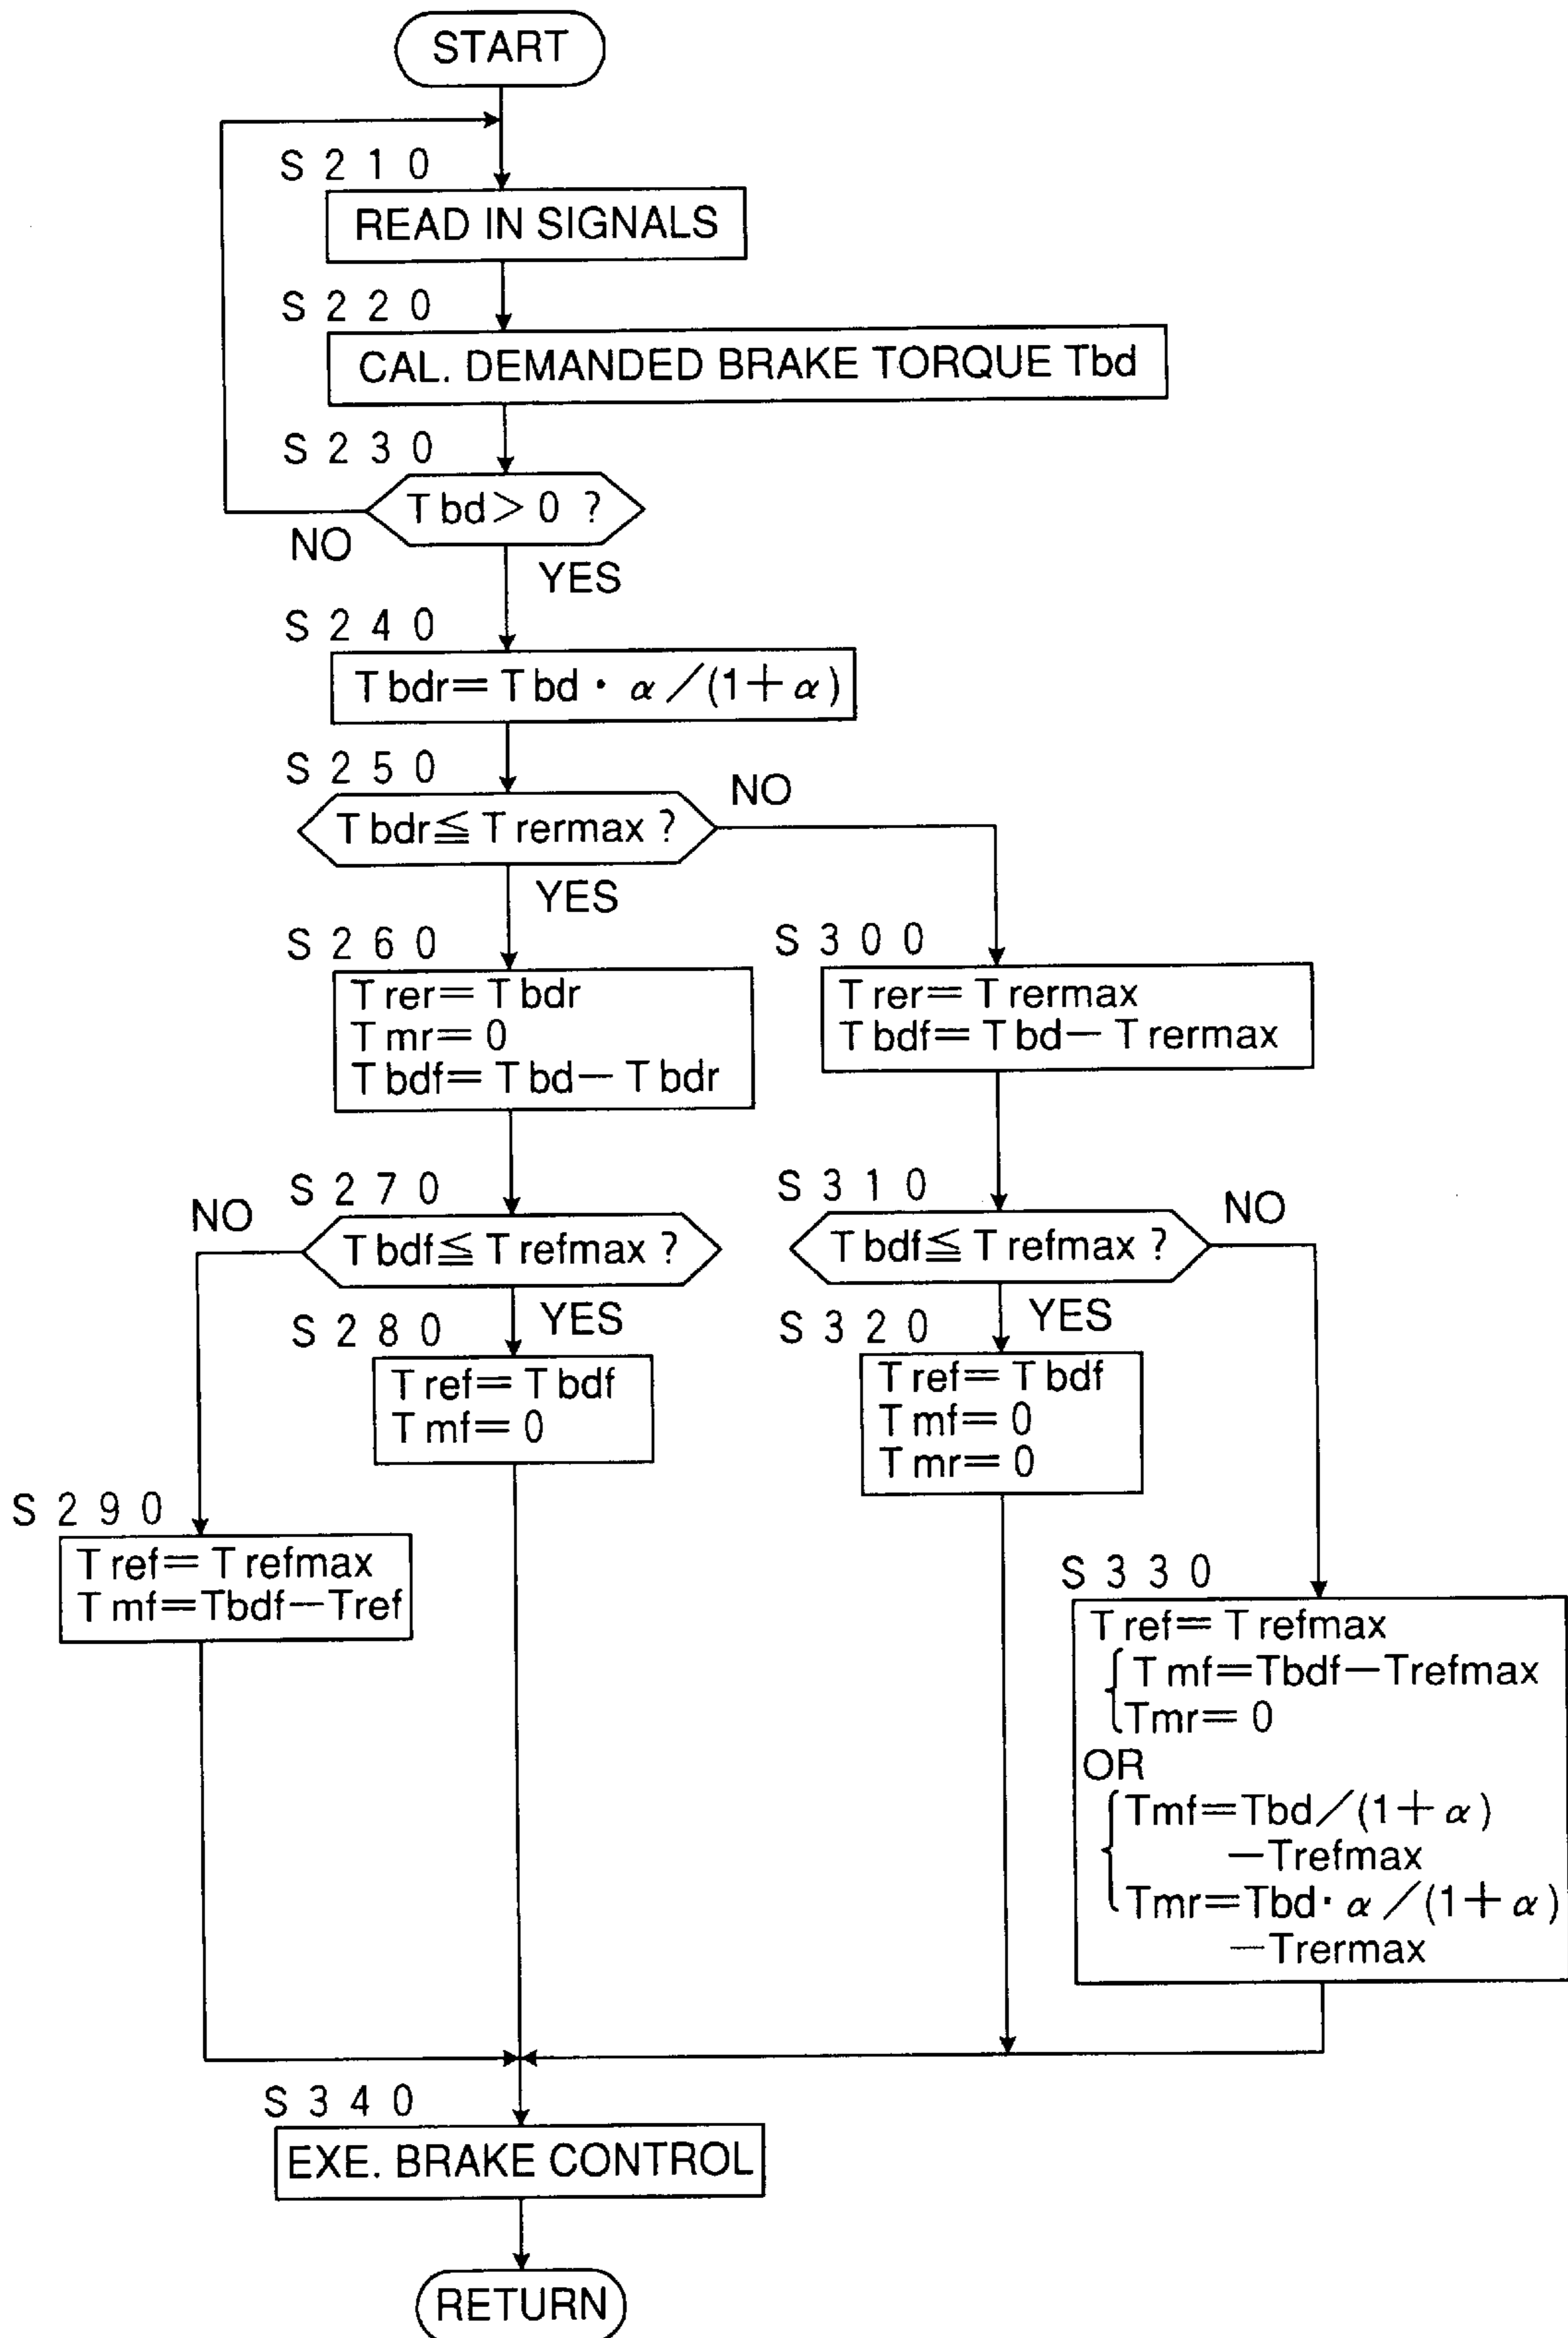 START
S210
READ IN SIGNALS
S220
CAL. DEMANDED BRAKE TORQUE Tbd
S230
Tbd>0 ?
NO
YES
S240
Tbdr=Tbd・α/(1+α)
S250
Tbdr≦Trermax ?
NO
YES
S260
Trer=Tbdr
Tmr=0
Tbdf=Tbd−Tbdr
S300
Trer=Trermax
Tbdf=Tbd−Trermax
S270
Tbdf≦Trefmax ?
NO
YES
S310
Tbdf≦Trefmax ?
NO
YES
S280
Tref=Tbdf
Tmf=0
S320
Tref=Tbdf
Tmf=0
Tmr=0
S290
Tref=Trefmax
Tmf=Tbdf−Tref
S330
Tref=Trefmax
Tmf=Tbdf−Trefmax
Tmr=0
OR
Tmf=Tbd/(1+α)
−Trefmax
Tmr=Tbd・α/(1+α)
−Trermax
S340
EXE. BRAKE CONTROL
RETURN